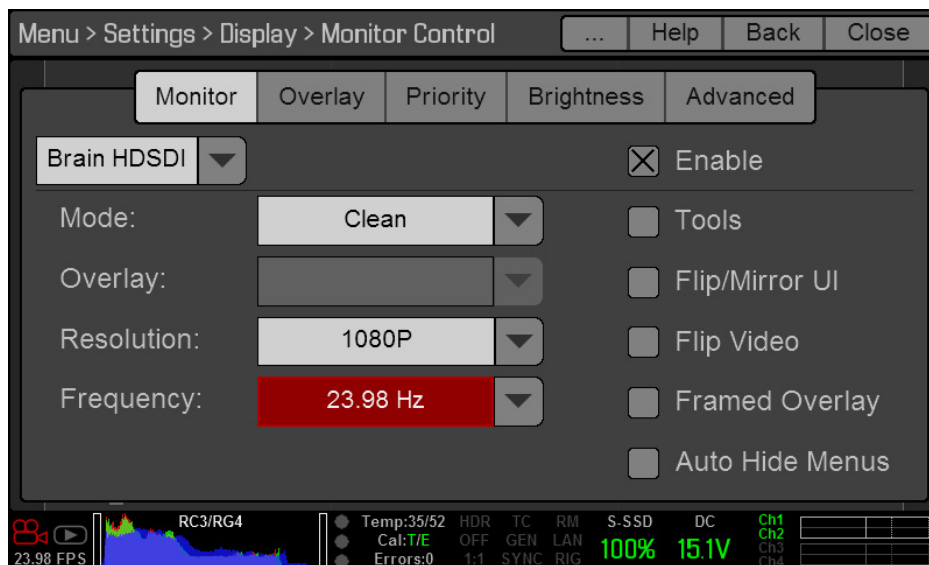 Menu > Settings > Display > Monitor Control ... Help Back Close
Monitor Overlay Priority Brightness Advanced
Brain HDSDI Enable
Mode: Clean Tools
Overlay: Flip/Mirror UI
Resolution: 1080P Flip Video
Frequency: 23.98 Hz Framed Overlay
Auto Hide Menus
RC3/RG4 Temp:35/52 HDR TC RM S-SSD DC Ch1
Cal:T/E OFF GEN LAN 100% 15.1V Ch2
Ch3
23.98 FPS Errors:0 1:1 SYNC RIG Ch4